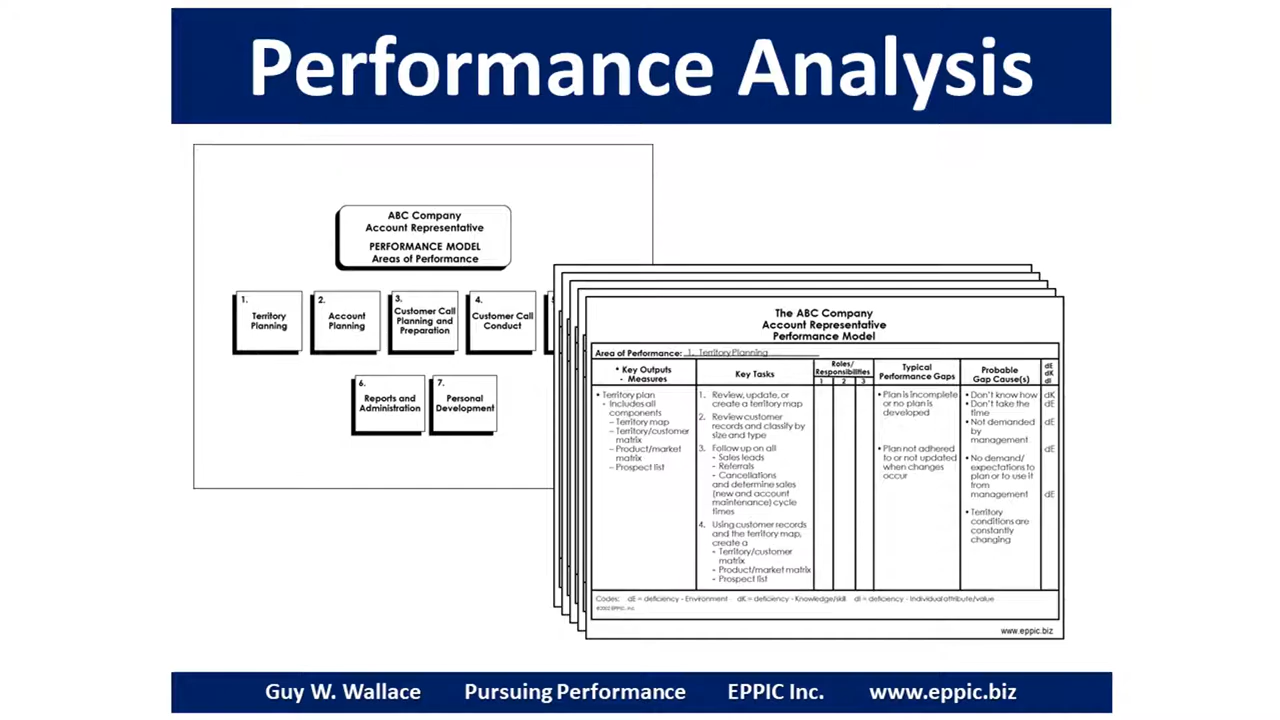 Performance Analysis
ABC Company
Account Representative
PERFORMANCE MODEL
Areas of Performance
1.
Territory
Planning
2.
Account
Planning
3.
Customer Call
Planning and
Preparation
4.
Customer Call
Conduct
6.
Reports and
Administration
7.
Personal
Development
The ABC Company
Account Representative
Performance Model
Area of Performance: 1. Territory Planning
• Key Outputs
- Measures
Key Tasks
Roles/
Responsibilities
1 2 3
Typical
Performance Gaps
Probable
Gap Cause(s)
dE
dK
dI
• Territory plan
- Includes all
components
– Territory map
– Territory/customer
matrix
– Product/market
matrix
– Prospect list
1. Review, update, or
create a territory map
2. Review customer
records and classify by
size and type
3. Follow up on all
- Sales leads
- Referrals
- Cancellations
and determine sales
(new and account
maintenance) cycle
times
4. Using customer records
and the territory map,
create a
- Territory/customer
matrix
- Product/market matrix
- Prospect list
• Plan is incomplete
or no plan is
developed
• Plan not adhered
to or not updated
when changes
occur
• Don't know how
• Don't take the
time
• Not demanded
by
management
• No demand/
expectations to
plan or to use it
from
management
• Territory
conditions are
constantly
changing
dK
dE
dE
dE
dE
Codes: dE = deficiency - Environment dK = deficiency - Knowledge/skill dI = deficiency - Individual attribute/value
©2002 EPPIC, Inc.
www.eppic.biz
Guy W. Wallace Pursuing Performance EPPIC Inc. www.eppic.biz